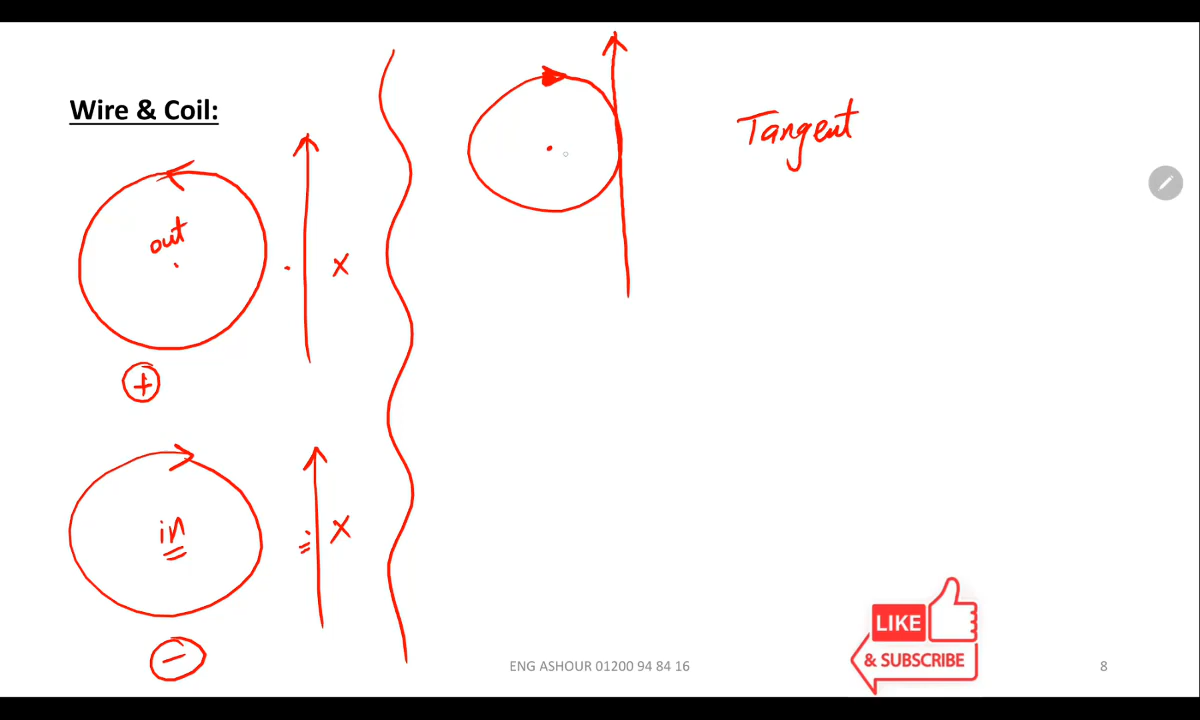 Wire & Coil:
out
.
X
+
in
X
−
Tangent
LIKE
& SUBSCRIBE
ENG ASHOUR 01200 94 84 16
8